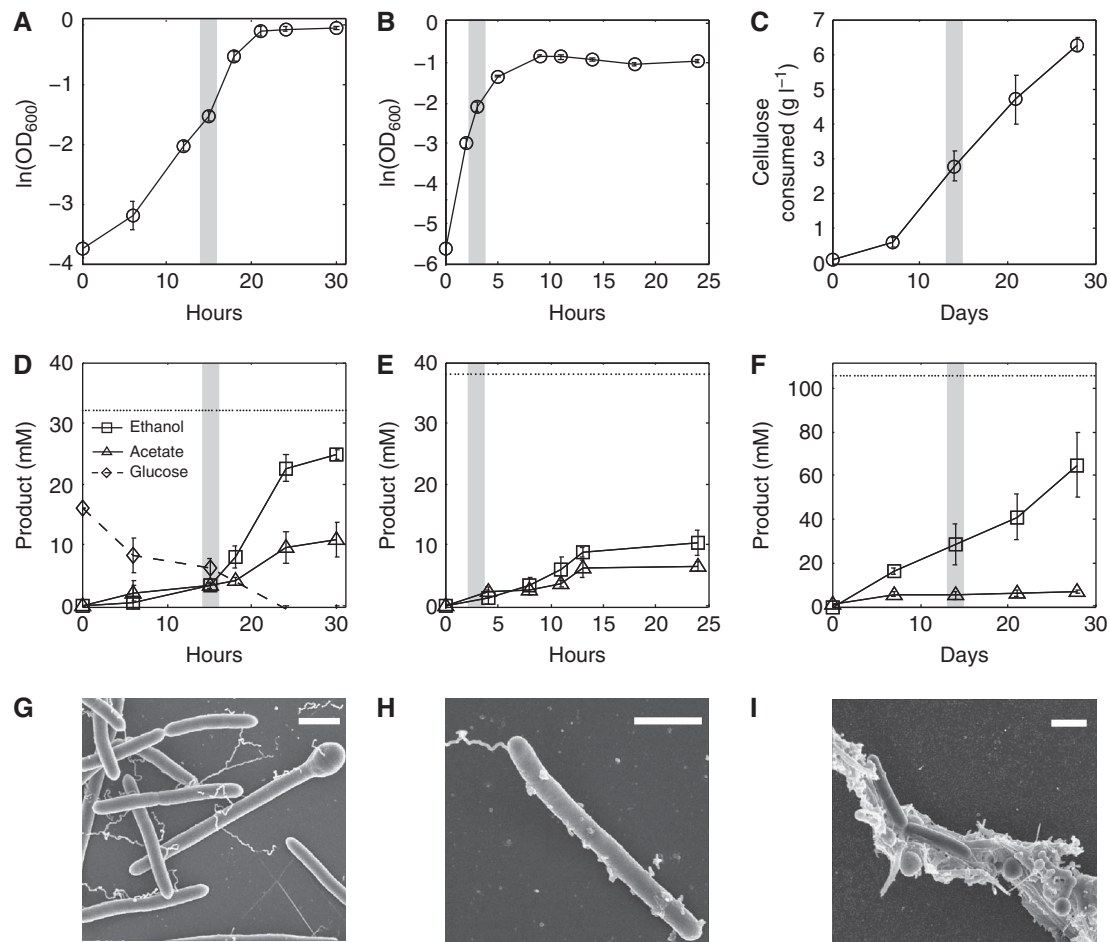 A
0
−1
−2
−3
−4
ln(OD600)
0 10 20 30
Hours
B
0
−1
−2
−3
−4
−5
−6
ln(OD600)
0 5 10 15 20 25
Hours
C
7
6
5
4
3
2
1
0
Cellulose
consumed (g l−1)
0 10 20 30
Days
D
40
30
20
10
0
Product (mM)
Ethanol
Acetate
Glucose
0 10 20 30
Hours
E
40
30
20
10
0
Product (mM)
0 5 10 15 20 25
Hours
F
100
80
60
40
20
0
Product (mM)
0 10 20 30
Days
G
H
I